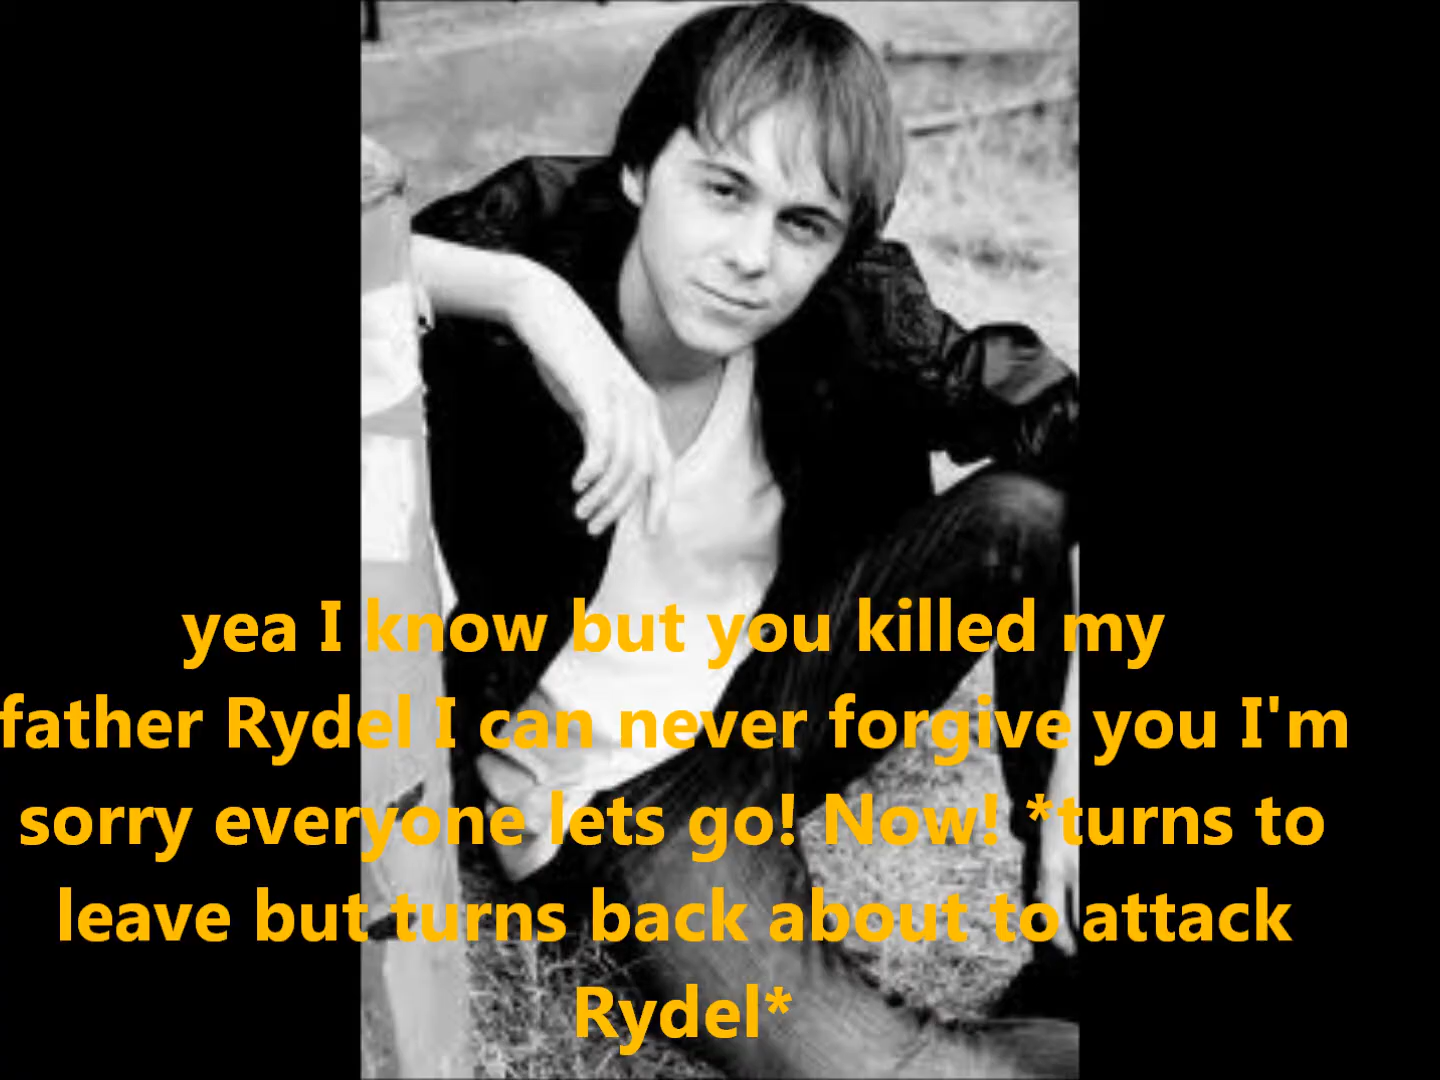 yea I know but you killed my
father Rydel I can never forgive you I'm
sorry everyone lets go! Now! *turns to
leave but turns back about to attack
Rydel*